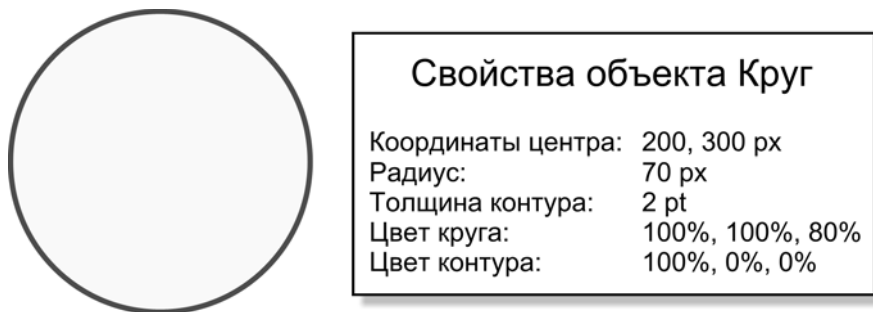 Свойства объекта Круг
Координаты центра: 200, 300 px
Радиус: 70 px
Толщина контура: 2 pt
Цвет круга: 100%, 100%, 80%
Цвет контура: 100%, 0%, 0%